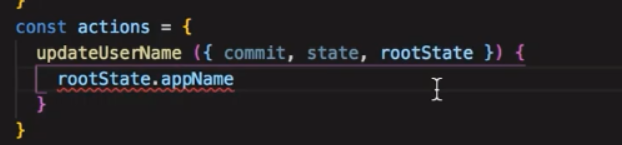 }
const actions = {
updateUserName ({ commit, state, rootState }) {
rootState.appName
}
}